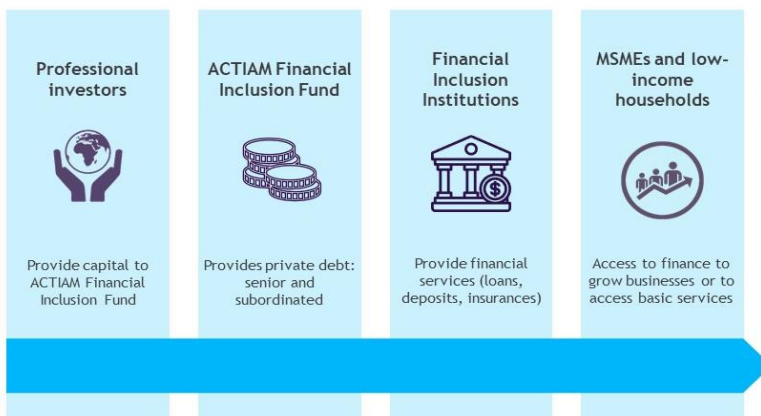 Professional
investors
Provide capital to
ACTIAM Financial
Inclusion Fund
ACTIAM Financial
Inclusion Fund
Provides private debt:
senior and
subordinated
Financial
Inclusion
Institutions
$
Provide financial
services (loans,
deposits, insurances)
MSMEs and low-
income
households
Access to finance to
grow businesses or to
access basic services